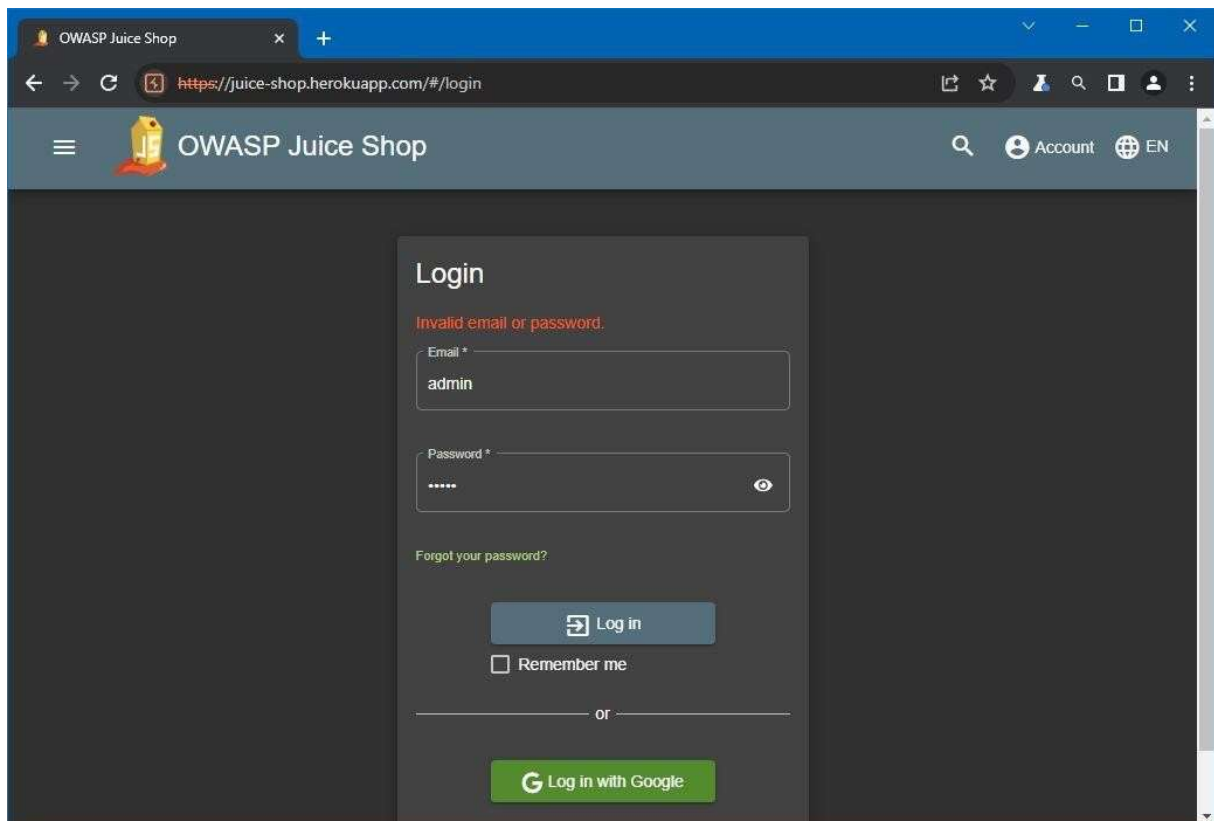 OWASP Juice Shop
https://juice-shop.herokuapp.com/#/login
OWASP Juice Shop
Account
EN
Login
Invalid email or password.
Email *
admin
Password *
•••••
Forgot your password?
Log in
Remember me
or
G Log in with Google